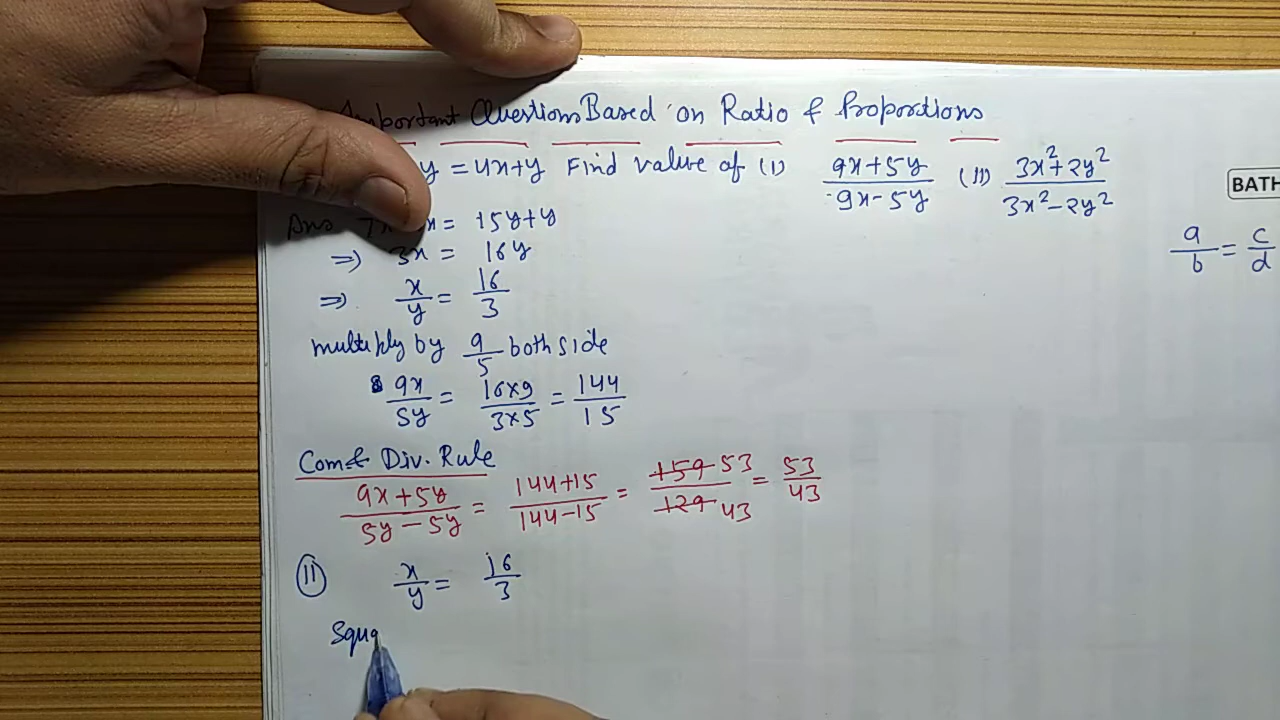 Important Questions Based on Ratio & Proportions
y = 4x+y Find value of (I) 9x+5y / 9x-5y (II) 3x²+2y² / 3x²-2y²
BATH
a/b = c/d
Ans x = 15y+y
⇒ 3x = 16y
⇒ x/y = 16/3
multiply by 9/5 both side
9x/5y = 16×9/3×5 = 144/15
Com & Div. Rule
9x+5y / 5y-5y = 144+15 / 144-15 = 159 53 / 129 43 = 53/43
(II) x/y = 16/3
Squa